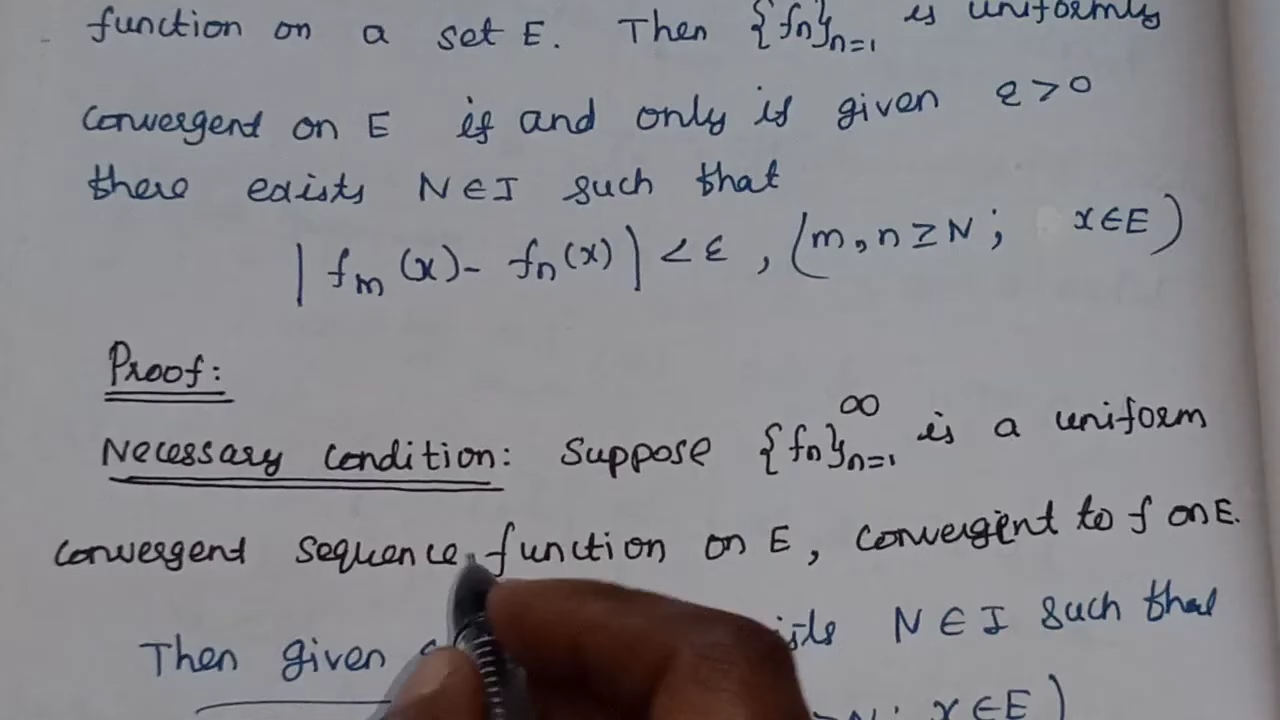 function on a set E. Then {fn}n=1 is uniformly
convergent on E if and only if given ε>0
there exists N∈I such that
|fm(x)- fn(x)| <ε, (m,n≥N; x∈E)
Proof:
Necessary condition: Suppose {fn}∞n=1 is a uniform
convergent sequence function on E, convergent to f on E.
Then given N∈I such that
x∈E)